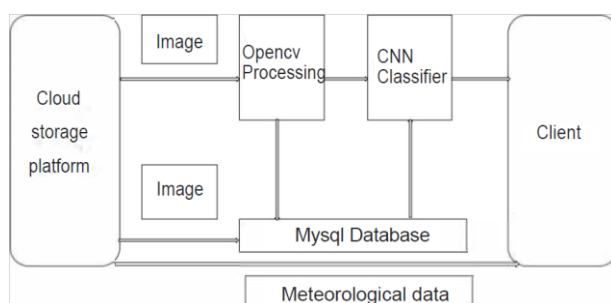 Image
Opencv
Processing
CNN
Classifier
Cloud
storage
platform
Client
Image
Mysql Database
Meteorological data